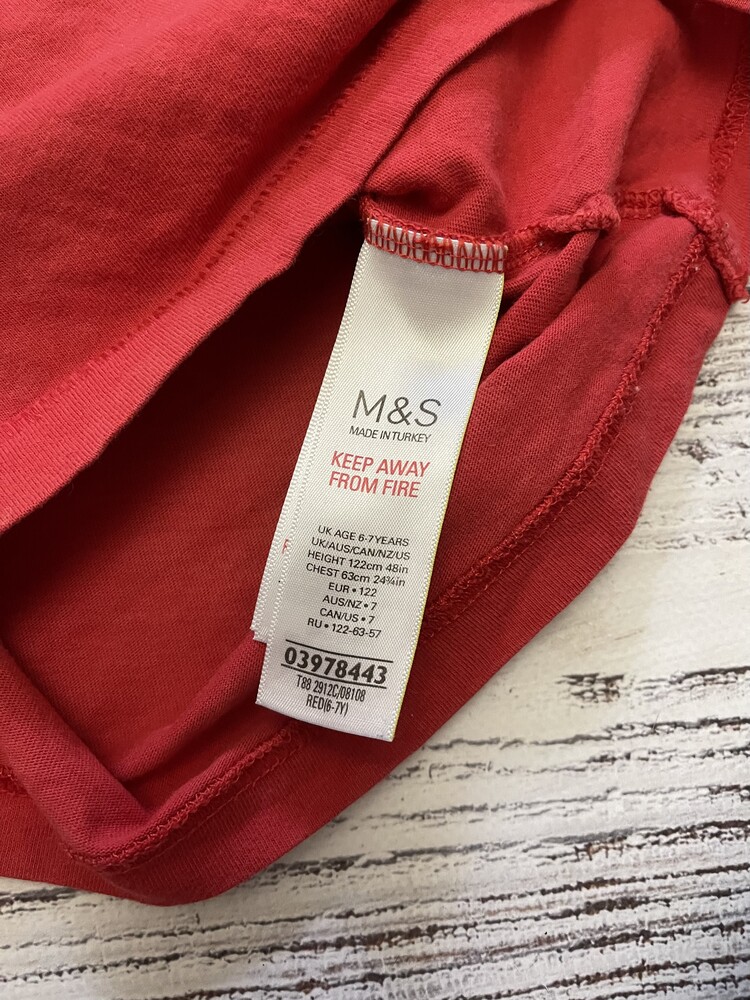 M&S
MADE IN TURKEY
KEEP AWAY
FROM FIRE
UK AGE 6-7YEARS
UK/AUS/CAN/NZ/US
HEIGHT 122cm 48in
CHEST 63cm 24¾in
EUR • 122
AUS/NZ • 7
CAN/US • 7
RU • 122-63-57
03978443
T88 2912C/08108
RED(6-7Y)